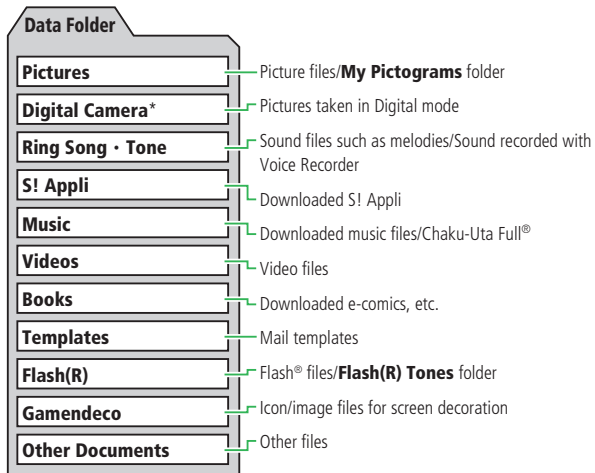 Data Folder
Pictures
Picture files/My Pictograms folder
Digital Camera*
Pictures taken in Digital mode
Ring Song・Tone
Sound files such as melodies/Sound recorded with
Voice Recorder
S! Appli
Downloaded S! Appli
Music
Downloaded music files/Chaku-Uta Full®
Videos
Video files
Books
Downloaded e-comics, etc.
Templates
Mail templates
Flash(R)
Flash® files/Flash(R) Tones folder
Gamendeco
Icon/image files for screen decoration
Other Documents
Other files